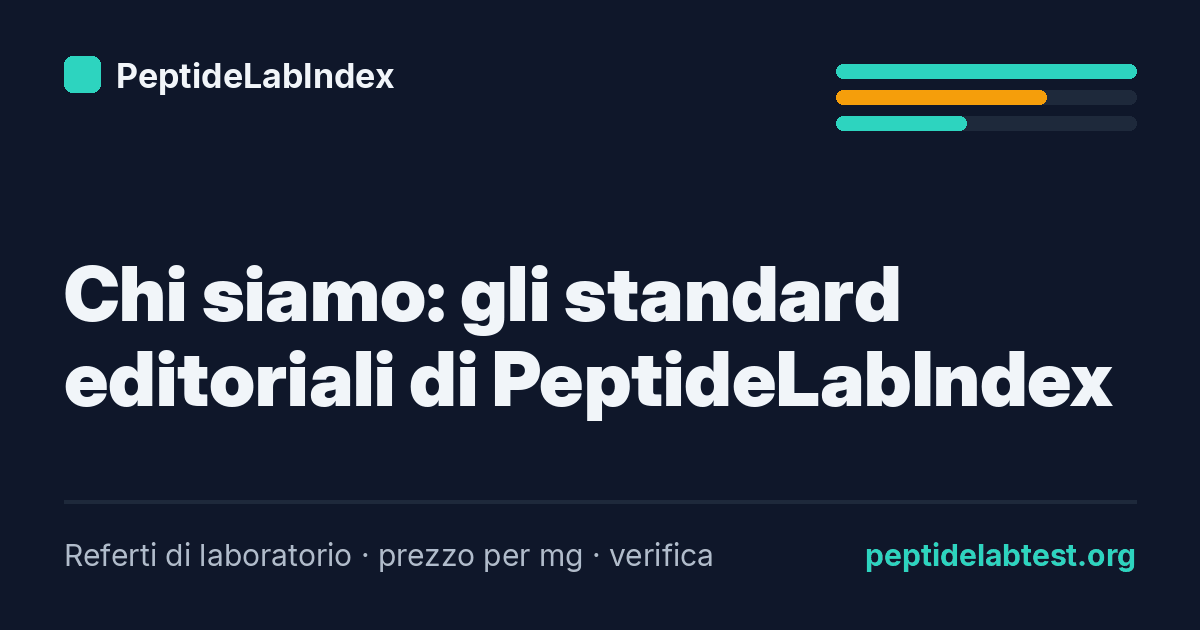 PeptideLabIndex
Chi siamo: gli standard
editoriali di PeptideLabIndex
Referti di laboratorio · prezzo per mg · verifica
peptidelabtest.org